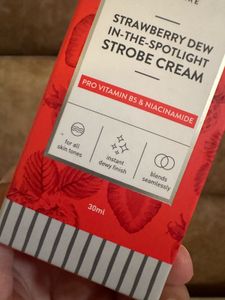 STRAWBERRY DEW
IN-THE-SPOTLIGHT
STROBE CREAM
PRO VITAMIN B5 & NIACINAMIDE
for all
skin tones
instant
dewy finish
blends
seamlessly
30ml